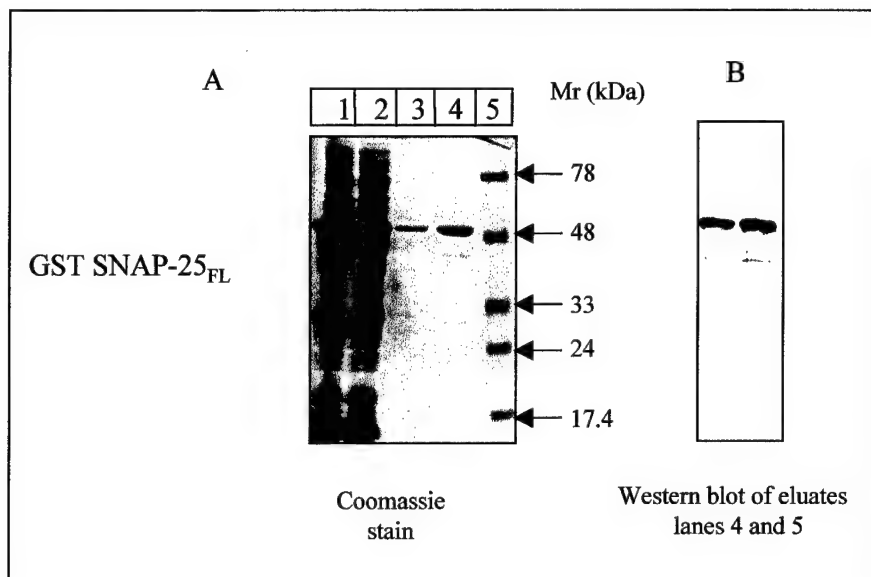 A
B
1 2 3 4 5
Mr (kDa)
78
48
GST SNAP-25FL
33
24
17.4
Coomassie
stain
Western blot of eluates
lanes 4 and 5